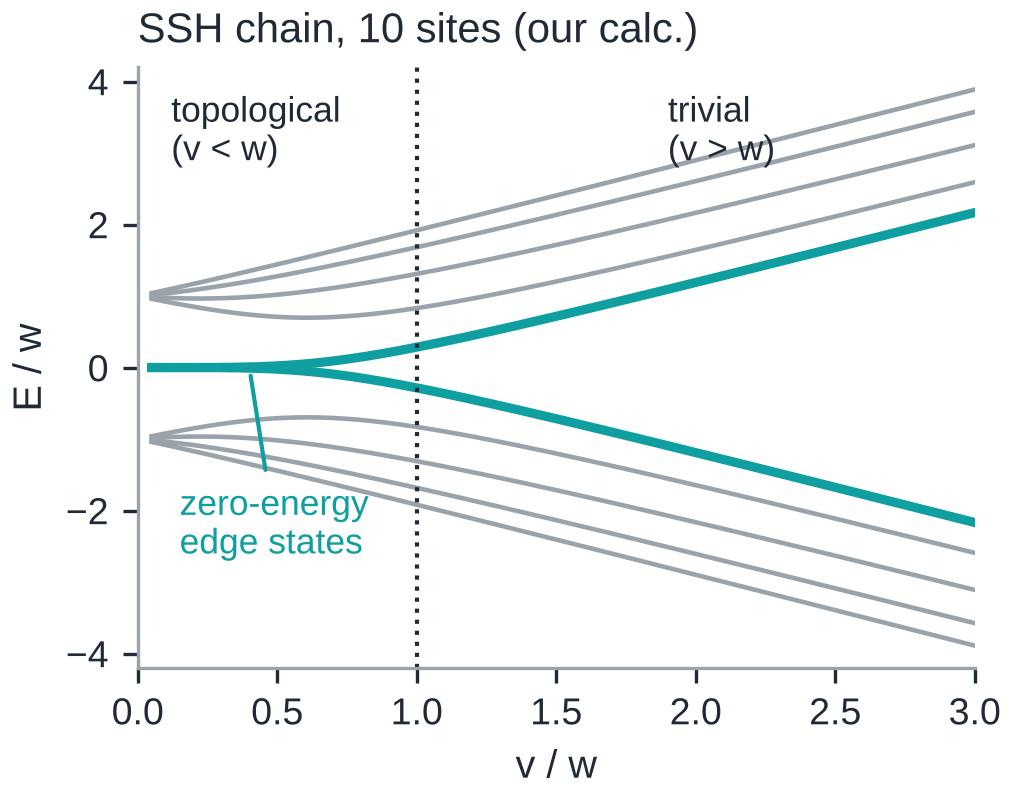 SSH chain, 10 sites (our calc.)
4
topological
(v < w)
trivial
(v > w)
2
0
E / w
−2
zero-energy
edge states
−4
0.0 0.5 1.0 1.5 2.0 2.5 3.0
v / w